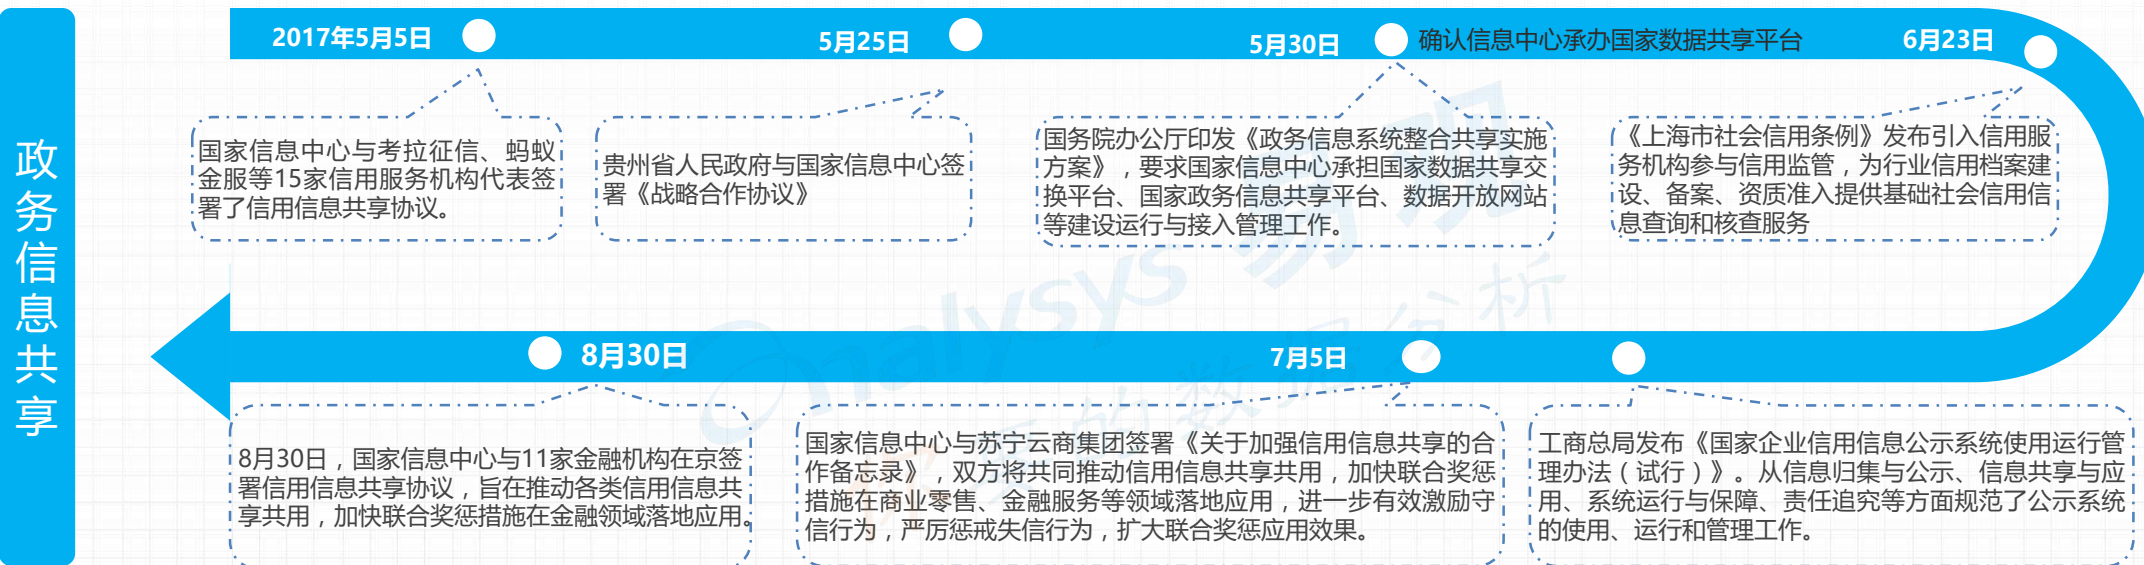 政务信息共享
2017年5月5日
5月25日
5月30日
确认信息中心承办国家数据共享平台
6月23日
国家信息中心与考拉征信、蚂蚁
金服等15家信用服务机构代表签
署了信用信息共享协议。
贵州省人民政府与国家信息中心签
署《战略合作协议》
国务院办公厅印发《政务信息系统整合共享实施
方案》，要求国家信息中心承担国家数据共享交
换平台、国家政务信息共享平台、数据开放网站
等建设运行与接入管理工作。
《上海市社会信用条例》发布引入信用服
务机构参与信用监管，为行业信用档案建
设、备案、资质准入提供基础社会信用信
息查询和核查服务
8月30日
7月5日
8月30日，国家信息中心与11家金融机构在京签
署信用信息共享协议，旨在推动各类信用信息共
享共用，加快联合奖惩措施在金融领域落地应用。
国家信息中心与苏宁云商集团签署《关于加强信用信息共享的合
作备忘录》，双方将共同推动信用信息共享共用，加快联合奖惩
措施在商业零售、金融服务等领域落地应用，进一步有效激励守
信行为，严厉惩戒失信行为，扩大联合奖惩应用效果。
工商总局发布《国家企业信用信息公示系统使用运行管
理办法（试行）》。从信息归集与公示、信息共享与应
用、系统运行与保障、责任追究等方面规范了公示系统
的使用、运行和管理工作。
analysys 易观
你要的数据分析